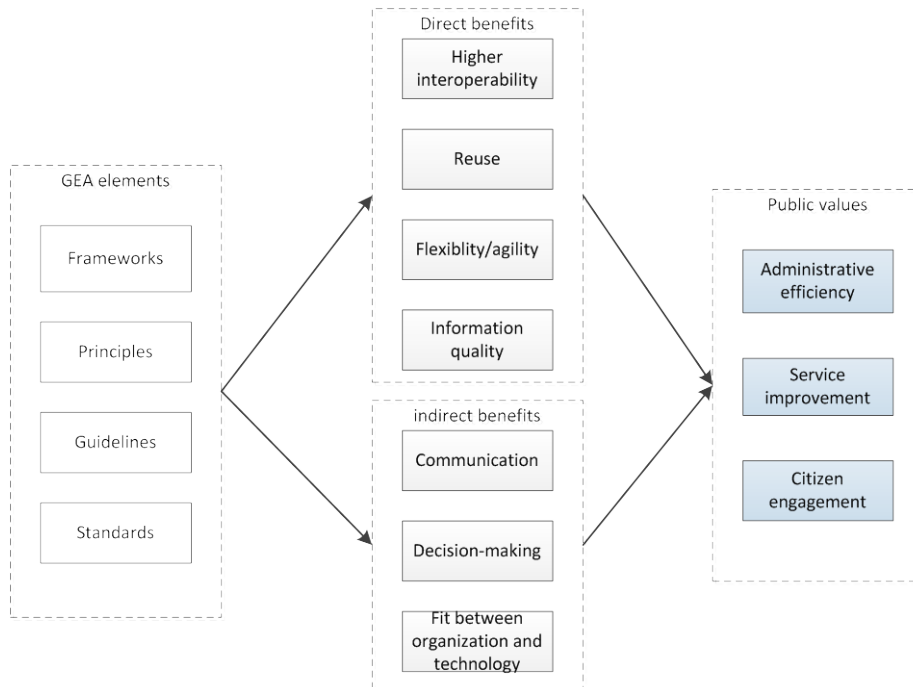 GEA elements
Frameworks
Principles
Guidelines
Standards
Direct benefits
Higher
interoperability
Reuse
Flexiblity/agility
Information
quality
indirect benefits
Communication
Decision-making
Fit between
organization and
technology
Public values
Administrative
efficiency
Service
improvement
Citizen
engagement